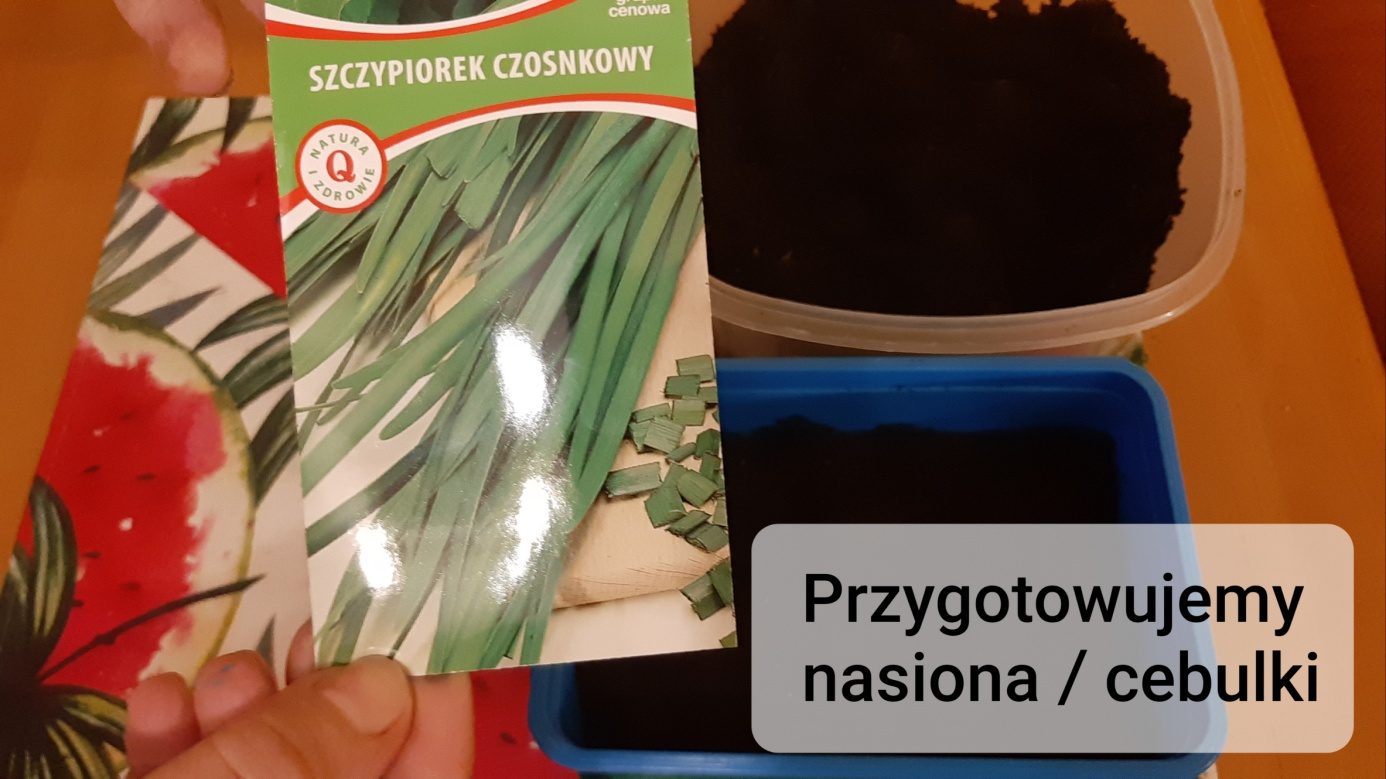 cenowa
SZCZYPIOREK CZOSNKOWY
NATURA
Q
I ZDROWIE
Przygotowujemy
nasiona / cebulki